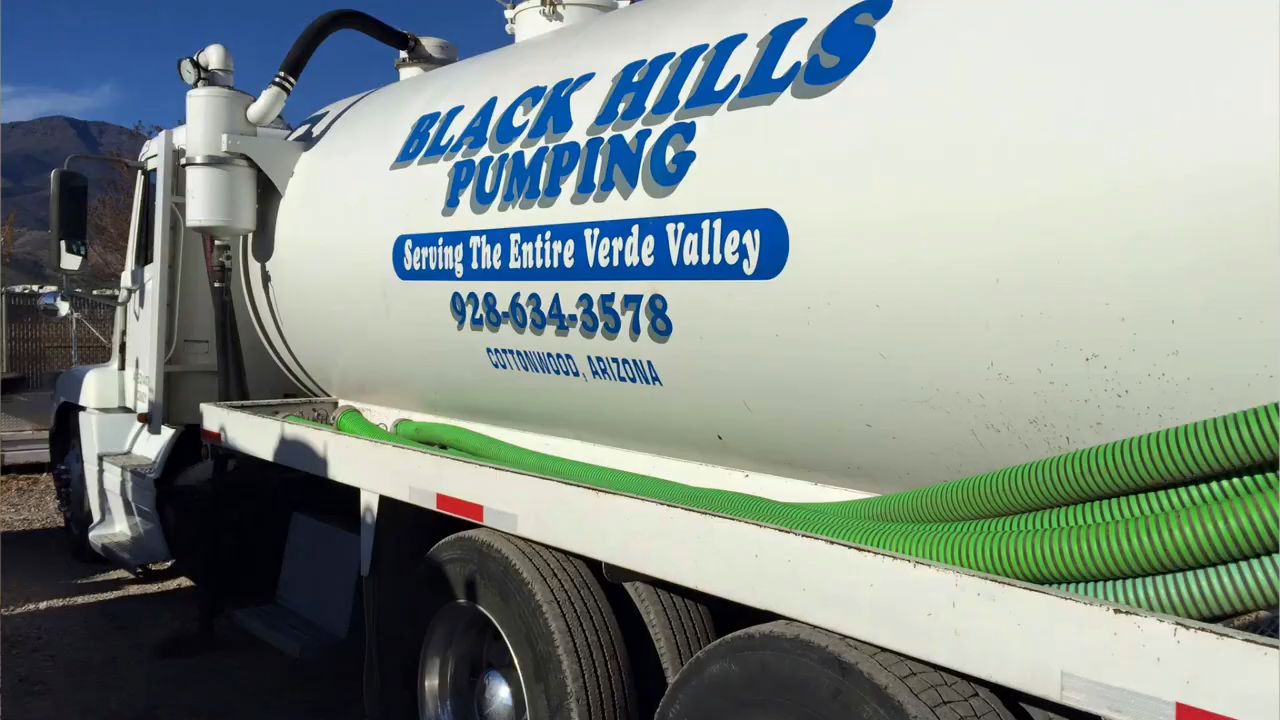 BLACK HILLS
PUMPING
Serving The Entire Verde Valley
928-634-3578
COTTONWOOD, ARIZONA